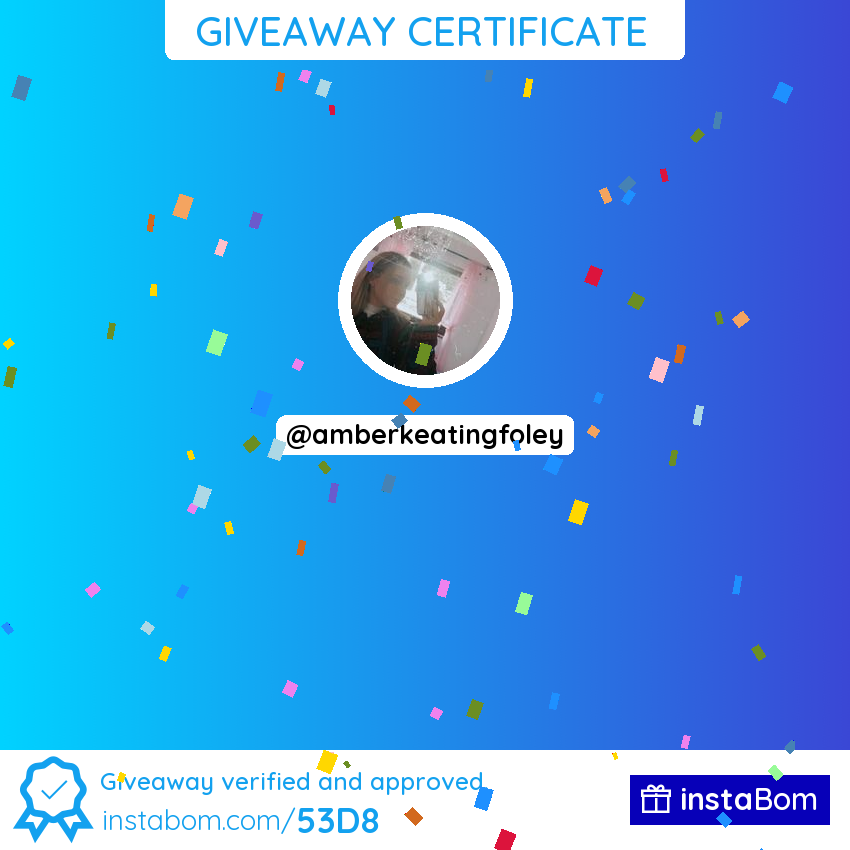 GIVEAWAY CERTIFICATE
@amberkeatingfoley
Giveaway verified and approved
instabom.com/53D8
instaBom